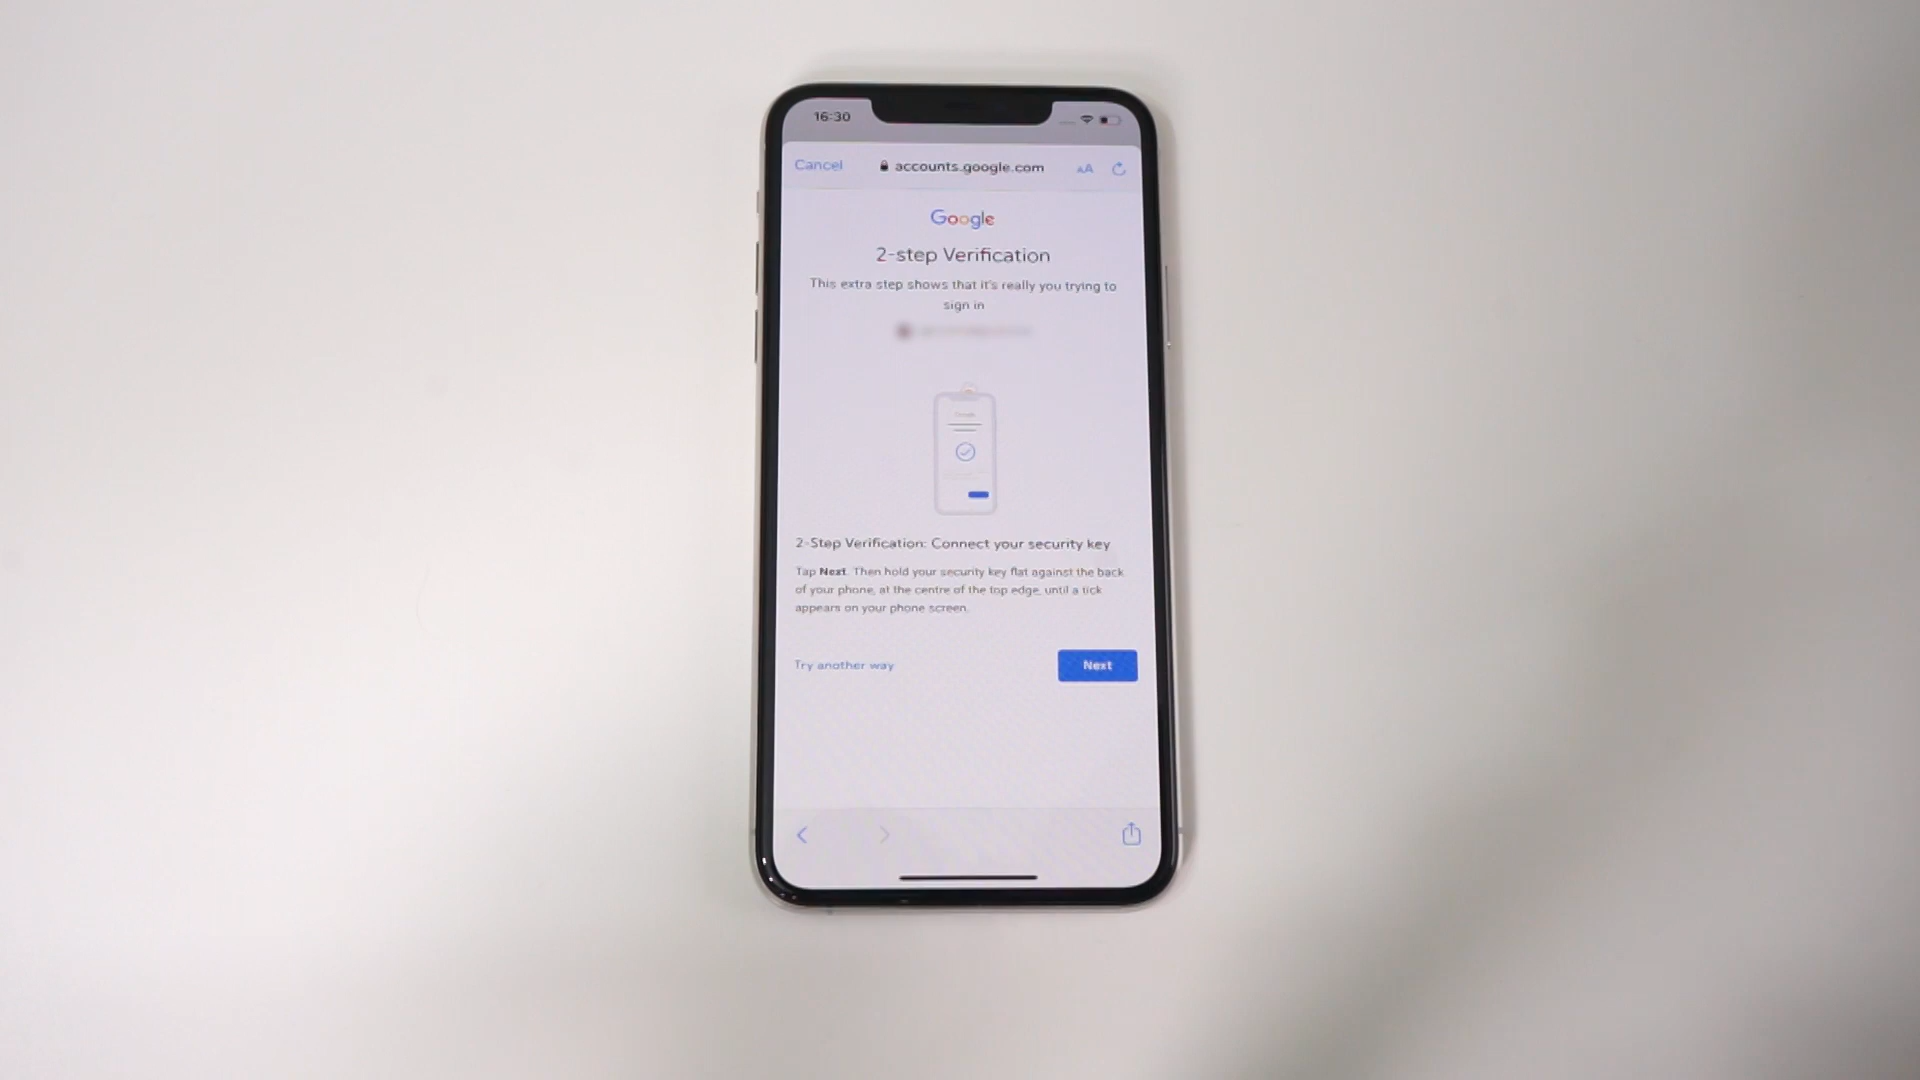 16:30
Cancel
accounts.google.com
AA
Google
2-step Verification
This extra step shows that it's really you trying to
sign in
2-Step Verification: Connect your security key
Tap Next. Then hold your security key flat against the back
of your phone, at the centre of the top edge, until a tick
appears on your phone screen.
Try another way
Next